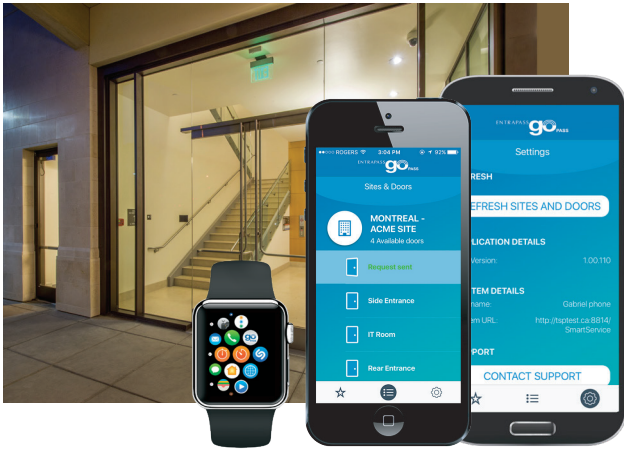 ROGERS 3:04 PM 92%
ENTRAPASS go PASS
Sites & Doors
MONTREAL -
ACME SITE
4 Available doors
Request sent
Side Entrance
IT Room
Rear Entrance
ENTRAPASS go PASS
Settings
RESH
EFRESH SITES AND DOORS
PLICATION DETAILS
Version: 1.00.110
TEM DETAILS
name: Gabriel phone
em URL: http://tsptest.ca:8814/
SmartService
PORT
CONTACT SUPPORT
go